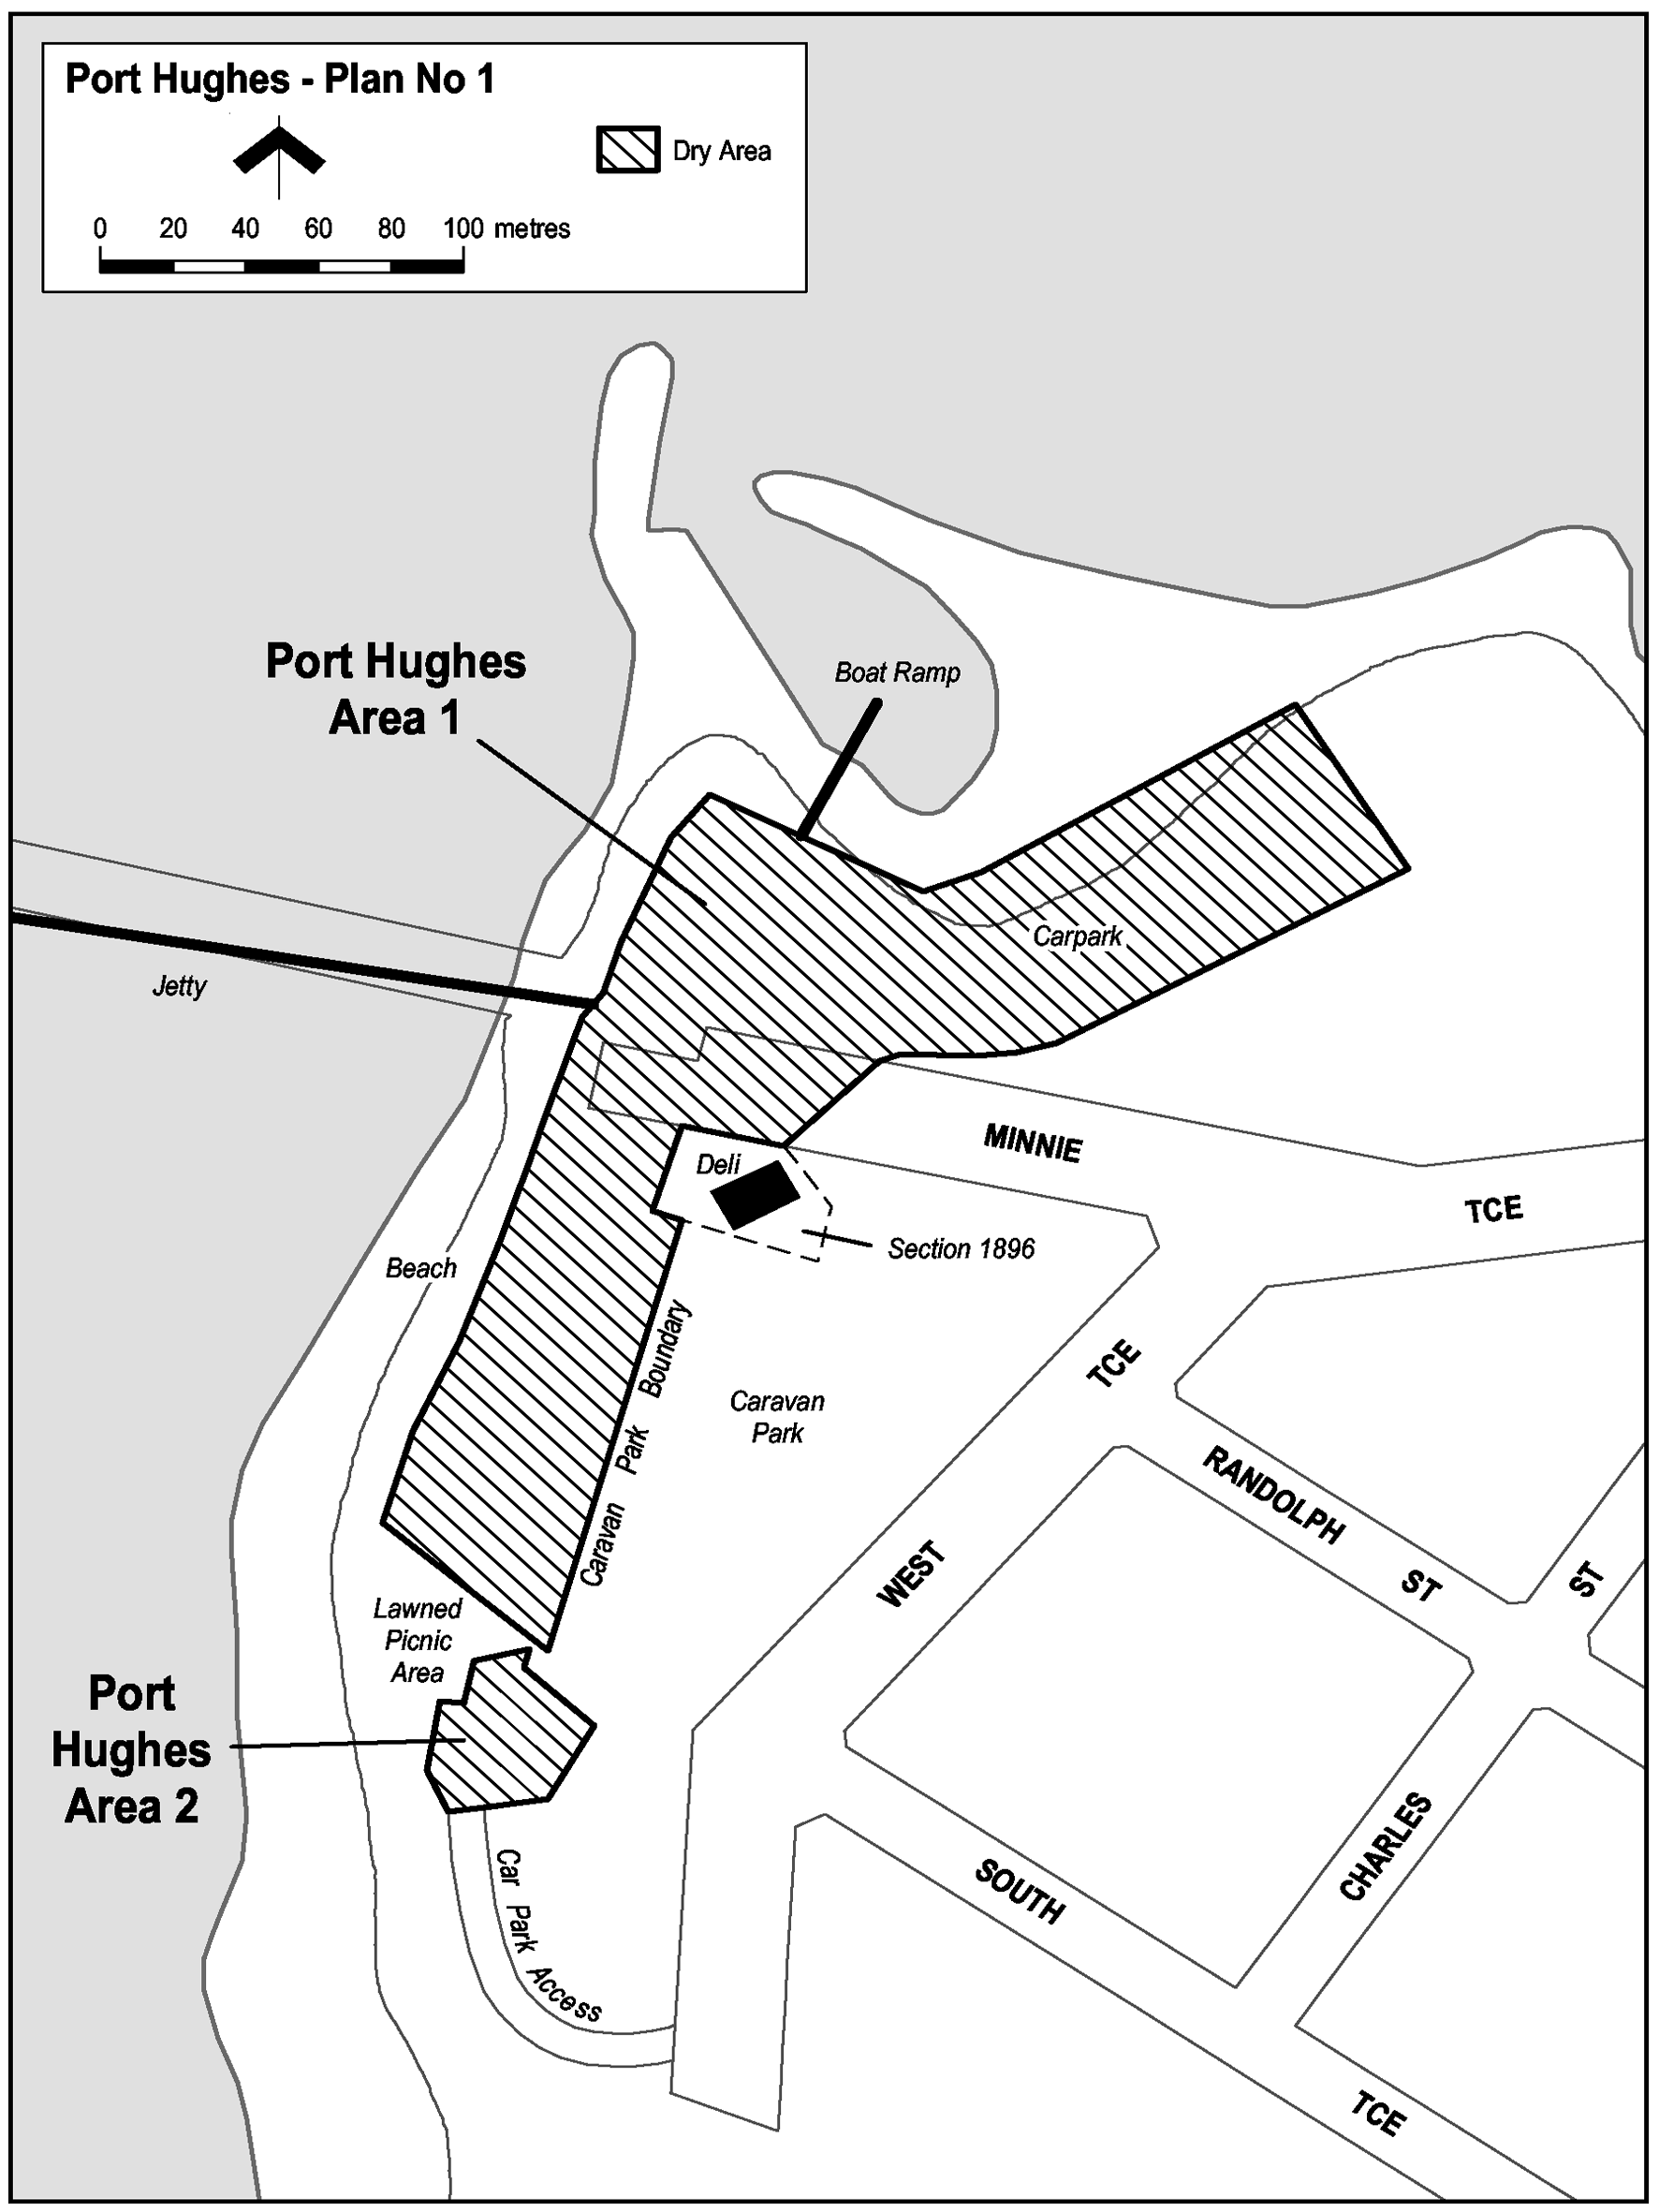 Port Hughes - Plan No 1
Dry Area
0 20 40 60 80 100 metres
Port Hughes
Area 1
Boat Ramp
Carpark
Jetty
MINNIE
TCE
Deli
Section 1896
Beach
Caravan Park Boundary
Caravan
Park
WEST
TCE
RANDOLPH ST
Lawned
Picnic
Area
Port
Hughes
Area 2
CHARLES
ST
SOUTH
TCE
Car Park Access